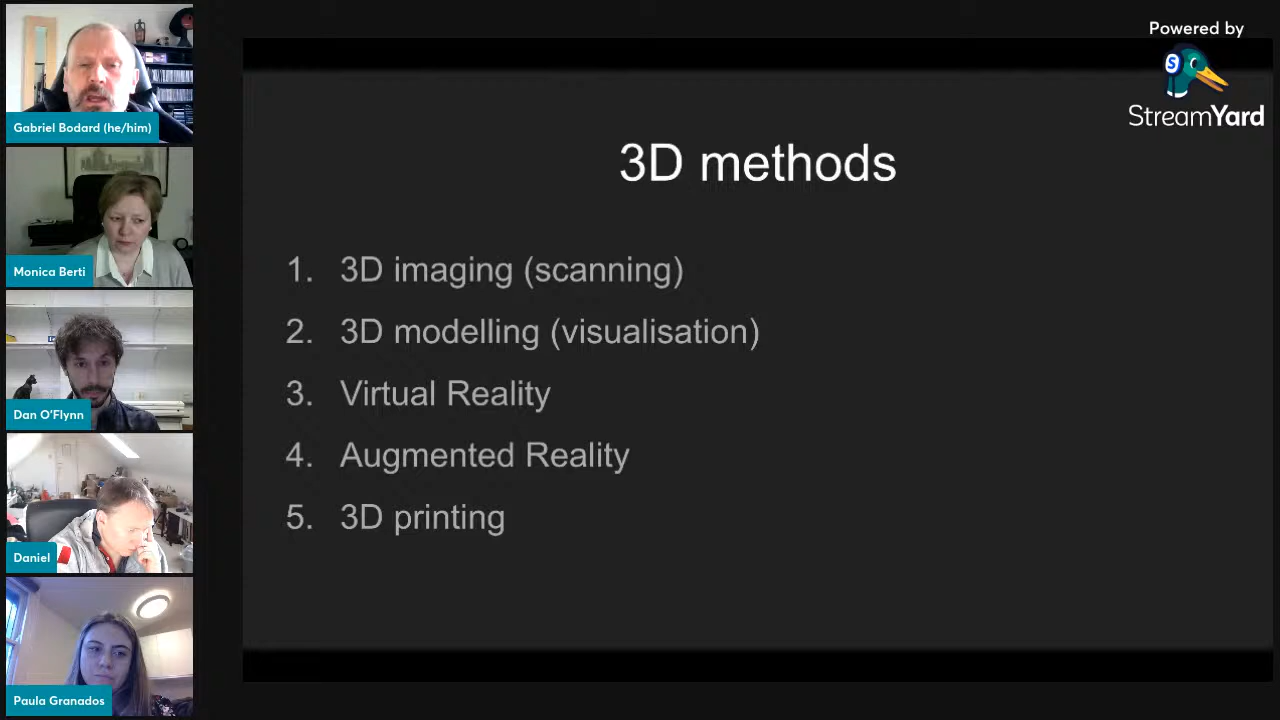 Gabriel Bodard (he/him)
Monica Berti
Dan O'Flynn
Daniel
Paula Granados
3D methods
1. 3D imaging (scanning)
2. 3D modelling (visualisation)
3. Virtual Reality
4. Augmented Reality
5. 3D printing
Powered by
S
StreamYard